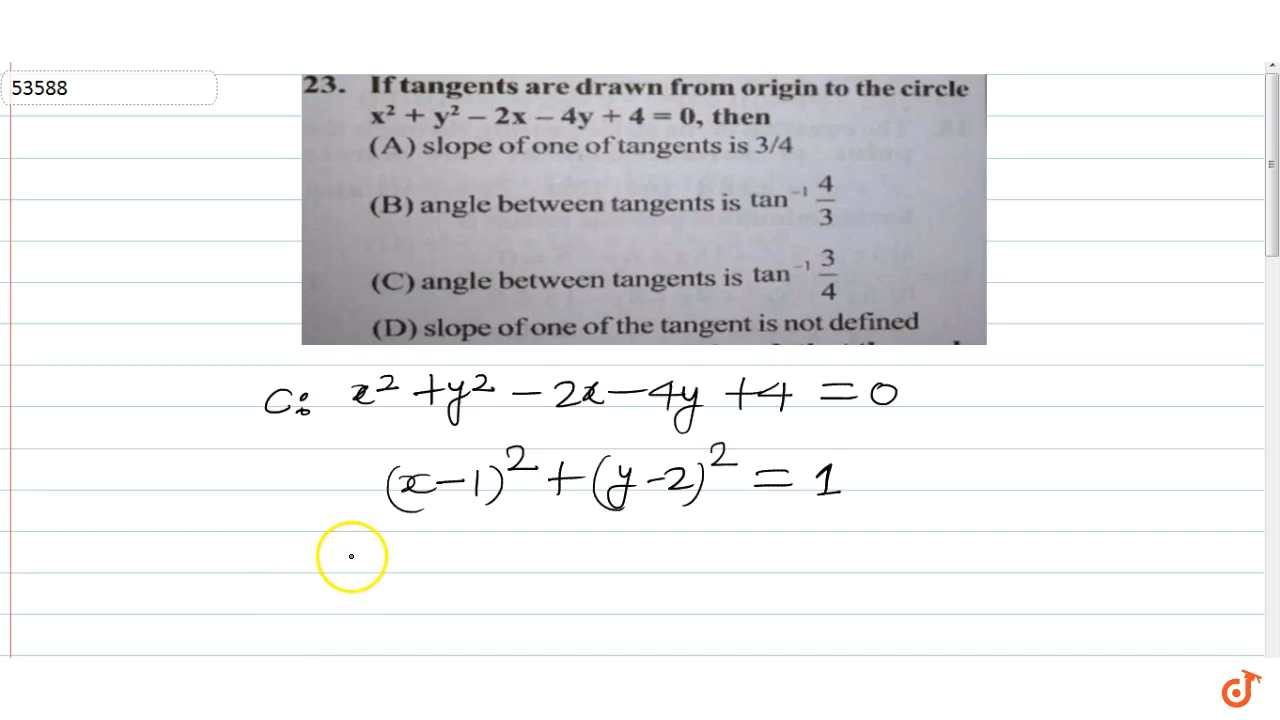 53588
23. If tangents are drawn from origin to the circle
x² + y² – 2x – 4y + 4 = 0, then
(A) slope of one of tangents is 3/4
(B) angle between tangents is tan⁻¹ 4/3
(C) angle between tangents is tan⁻¹ 3/4
(D) slope of one of the tangent is not defined
C: x² + y² – 2x – 4y + 4 = 0
(x – 1)² + (y – 2)² = 1